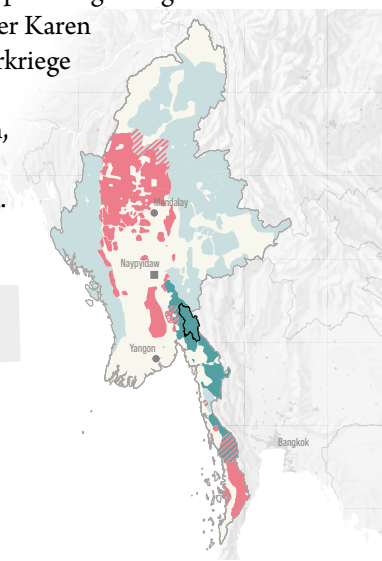 er Karen
rkriege
Mandalay
Naypyidaw
Yangon
Bangkok